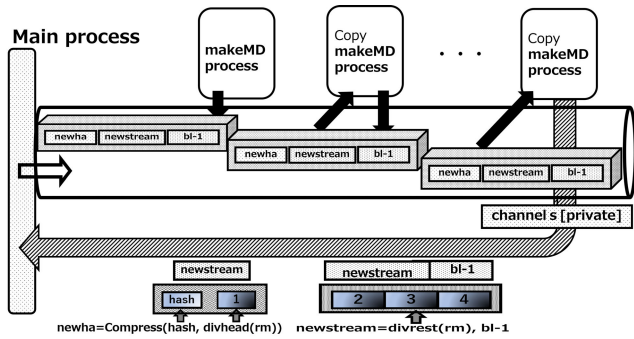 Main process
makeMD
process
Copy
makeMD
process
. . .
Copy
makeMD
process
newha newstream bl-1
newha newstream bl-1
newha newstream bl-1
channel s [private]
newstream
newstream bl-1
hash 1
2 3 4
newha=Compress(hash, divhead(rm))
newstream=divrest(rm), bl-1